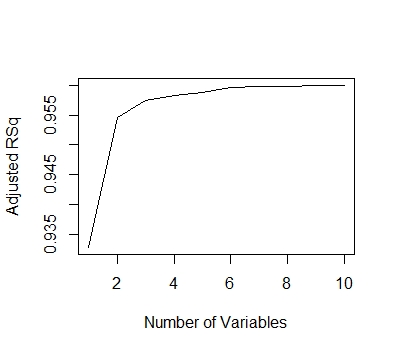 Adjusted RSq
0.955
0.945
0.935
2 4 6 8 10
Number of Variables